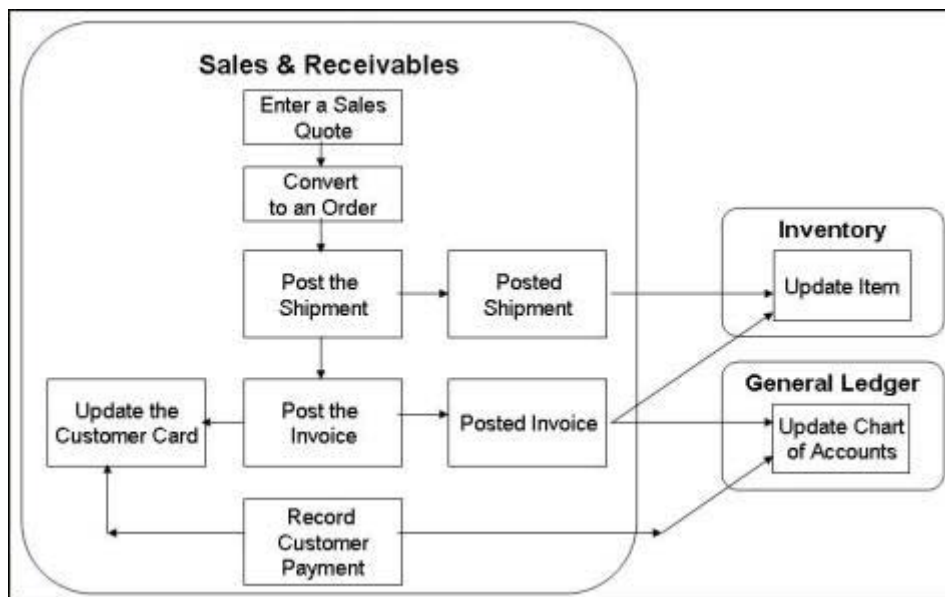 Sales & Receivables
Enter a Sales
Quote
Convert
to an Order
Post the
Shipment
Posted
Shipment
Inventory
Update Item
Update the
Customer Card
Post the
Invoice
Posted Invoice
General Ledger
Update Chart
of Accounts
Record
Customer
Payment